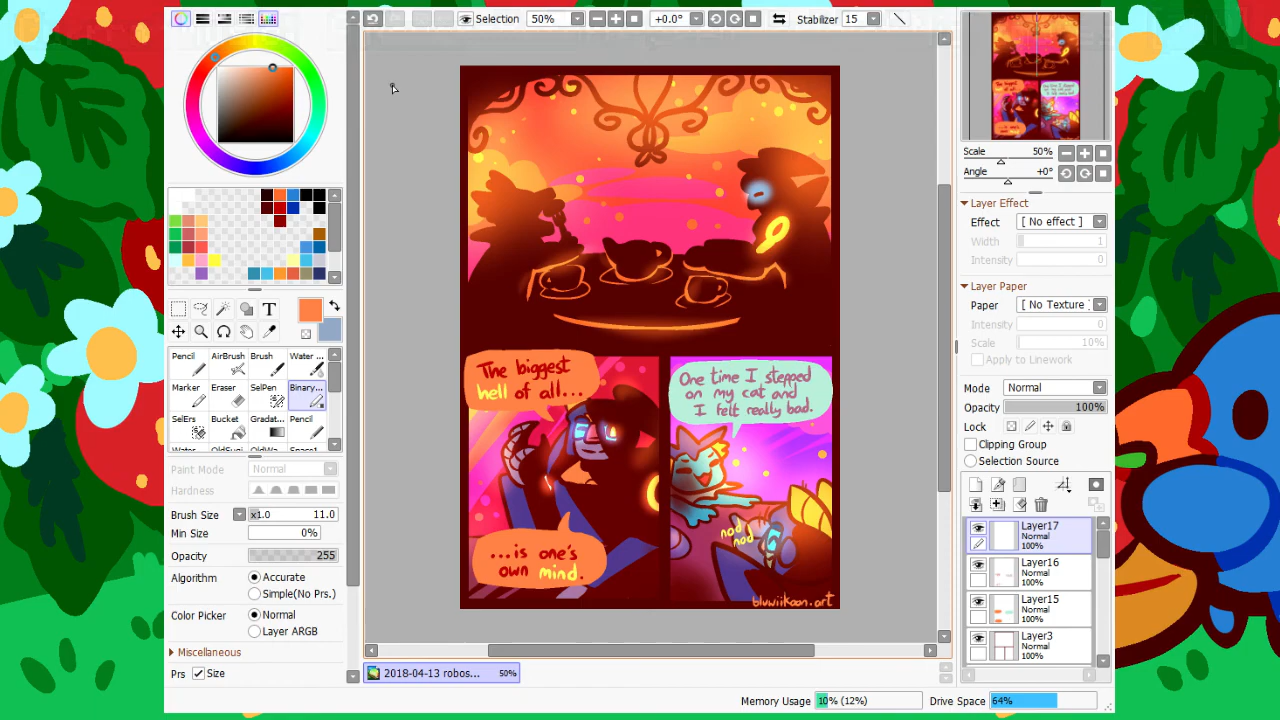 Selection 50% +0.0° Stabilizer 15
Scale 50%
Angle +0°
Layer Effect
Effect [ No effect ]
Width 1
Intensity 0
Layer Paper
Paper [ No Texture ]
Intensity 0
Scale 10%
Apply to Linework
Mode Normal
Opacity 100%
Lock
Clipping Group
Selection Source
Layer17
Normal
100%
Layer16
Normal
100%
Layer15
Normal
100%
Layer3
Normal
100%
T
Pencil AirBrush Brush Water ...
Marker Eraser SelPen Binary...
SelErs Bucket Gradat... Pencil
Paint Mode Normal
Hardness
Brush Size x1.0 11.0
Min Size 0%
Opacity 255
Algorithm Accurate
Simple(No Prs.)
Color Picker Normal
Layer ARGB
Miscellaneous
Prs Size
The biggest
hell of all...
...is one's
own mind.
One time I stepped
on my cat and
I felt really bad.
nod
nod
bluwiikoon.art
2018-04-13 robos... 50%
Memory Usage 10% (12%) Drive Space 64%